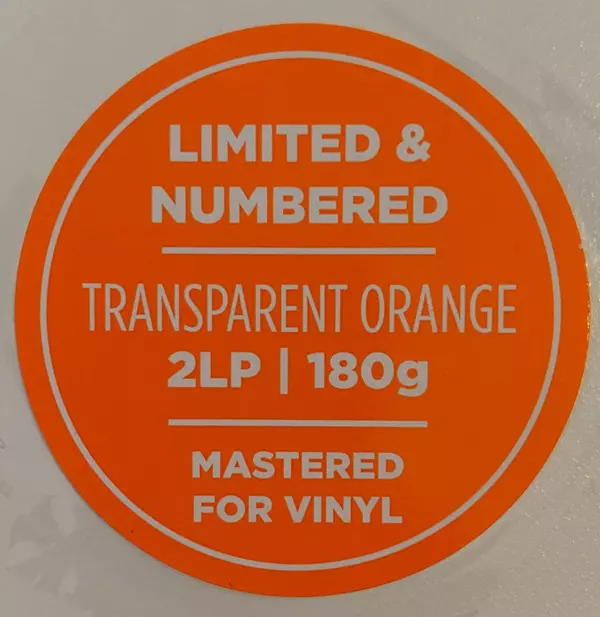 LIMITED &
NUMBERED
TRANSPARENT ORANGE
2LP | 180g
MASTERED
FOR VINYL